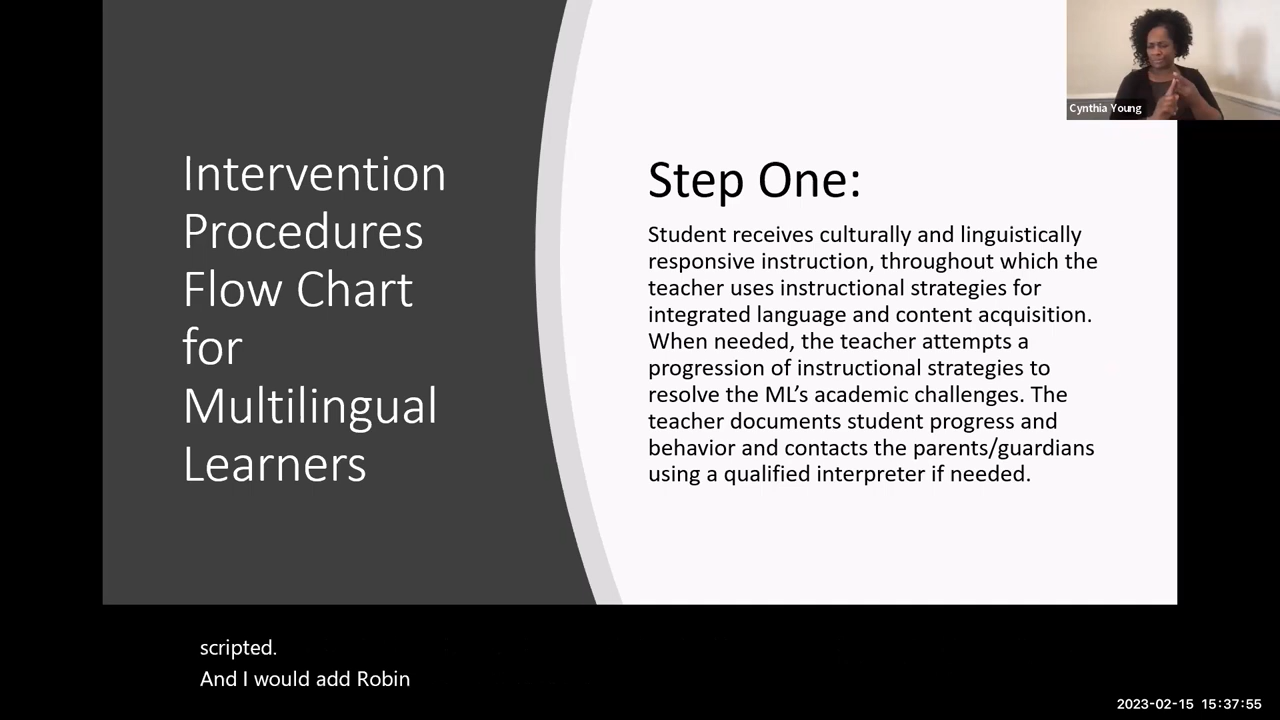 Intervention
Procedures
Flow Chart
for
Multilingual
Learners
Step One:
Student receives culturally and linguistically
responsive instruction, throughout which the
teacher uses instructional strategies for
integrated language and content acquisition.
When needed, the teacher attempts a
progression of instructional strategies to
resolve the ML’s academic challenges. The
teacher documents student progress and
behavior and contacts the parents/guardians
using a qualified interpreter if needed.
Cynthia Young
scripted.
And I would add Robin
2023-02-15 15:37:55